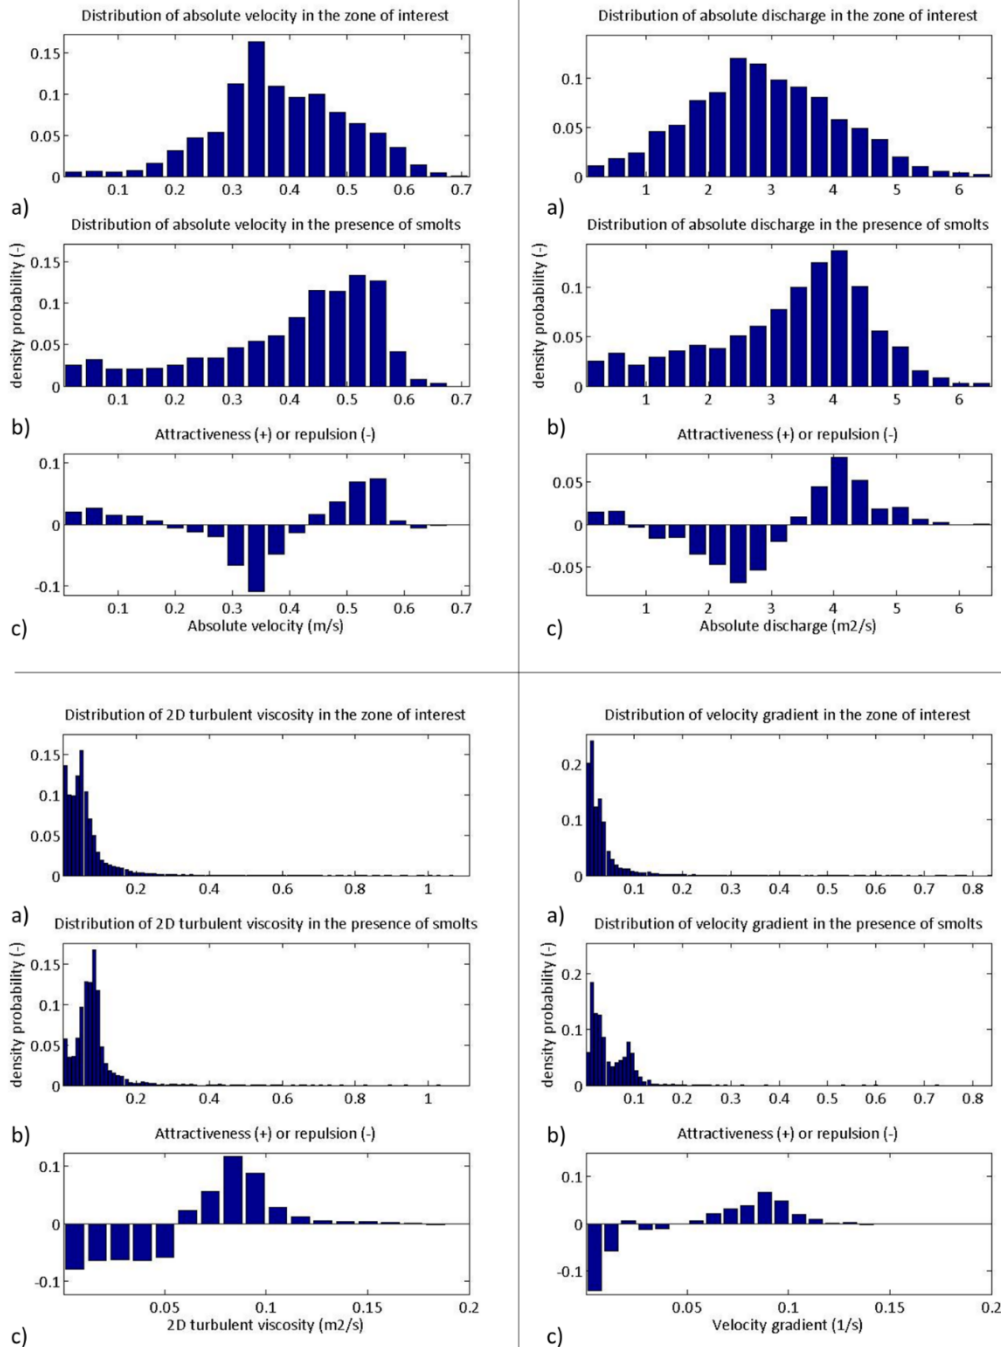 Distribution of absolute velocity in the zone of interest
0.15
0.1
0.05
0
0.1 0.2 0.3 0.4 0.5 0.6 0.7
a)
Distribution of absolute velocity in the presence of smolts
density probability (-)
0.15
0.1
0.05
0
0.1 0.2 0.3 0.4 0.5 0.6 0.7
b)
Attractiveness (+) or repulsion (-)
0.1
0
-0.1
0.1 0.2 0.3 0.4 0.5 0.6 0.7
Absolute velocity (m/s)
c)
Distribution of absolute discharge in the zone of interest
0.1
0.05
0
1 2 3 4 5 6
a)
Distribution of absolute discharge in the presence of smolts
density probability (-)
0.1
0.05
0
1 2 3 4 5 6
b)
Attractiveness (+) or repulsion (-)
0.05
0
-0.05
1 2 3 4 5 6
Absolute discharge (m2/s)
c)
Distribution of 2D turbulent viscosity in the zone of interest
0.15
0.1
0.05
0
0.2 0.4 0.6 0.8 1
a)
Distribution of 2D turbulent viscosity in the presence of smolts
density probability (-)
0.15
0.1
0.05
0
0.2 0.4 0.6 0.8 1
b)
Attractiveness (+) or repulsion (-)
0.1
0
-0.1
0.05 0.1 0.15 0.2
2D turbulent viscosity (m2/s)
c)
Distribution of velocity gradient in the zone of interest
0.2
0.1
0
0.1 0.2 0.3 0.4 0.5 0.6 0.7 0.8
a)
Distribution of velocity gradient in the presence of smolts
density probability (-)
0.2
0.1
0
0.1 0.2 0.3 0.4 0.5 0.6 0.7 0.8
b)
Attractiveness (+) or repulsion (-)
0.1
0
-0.1
0.05 0.1 0.15 0.2
Velocity gradient (1/s)
c)